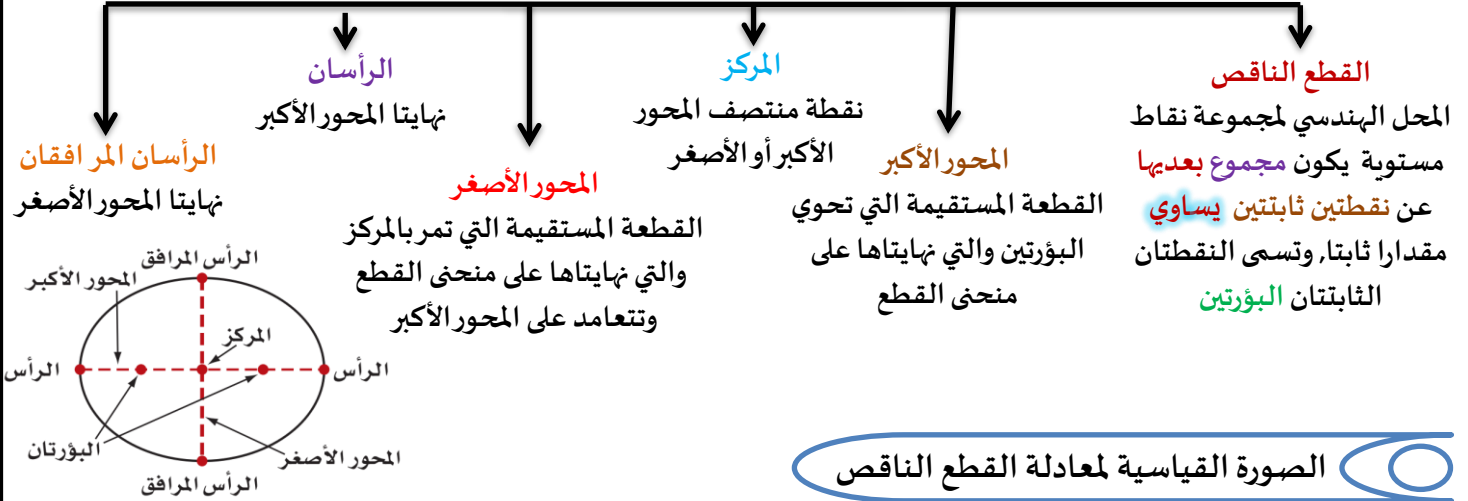 القطع الناقص
المحل الهندسي لمجموعة نقاط
مستوية يكون مجموع بعديها
عن نقطتين ثابتتين يساوي
مقدارا ثابتا, وتسمى النقطتان
الثابتتان البؤرتين
المحور الأكبر
القطعة المستقيمة التي تحوي
البؤرتين والتي نهايتاها على
منحنى القطع
المركز
نقطة منتصف المحور
الأكبر أو الأصغر
المحور الأصغر
القطعة المستقيمة التي تمر بالمركز
والتي نهايتاها على منحنى القطع
وتتعامد على المحور الأكبر
الرأسان
نهايتا المحور الأكبر
الرأسان المرافقان
نهايتا المحور الأصغر
الرأس المرافق
المحور الأكبر
المركز
الرأس
الرأس
البؤرتان
المحور الأصغر
الرأس المرافق
الصورة القياسية لمعادلة القطع الناقص